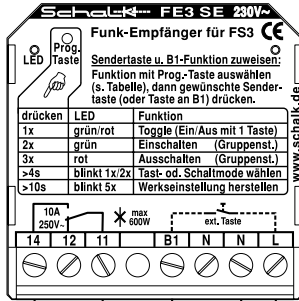 Schalk FE3 SE 230V~
Funk-Empfänger für FS3 CE
LED
Prog.
Taste
Sendertaste u. B1-Funktion zuweisen:
Funktion mit Prog.-Taste auswählen
(s. Tabelle), dann gewünschte Sender-
taste (oder Taste an B1) drücken.
drücken LED Funktion
1x grün/rot Toggle (Ein/Aus mit 1 Taste)
2x grün Einschalten (Gruppenst.)
3x rot Ausschalten (Gruppenst.)
>4s blinkt 1x/2x Tast- od. Schaltmode wählen
>10s blinkt 5x Werkseinstellung herstellen
www.schalk.de
10A
250V~
max
600W
ext. Taste
14 12 11 B1 N N L